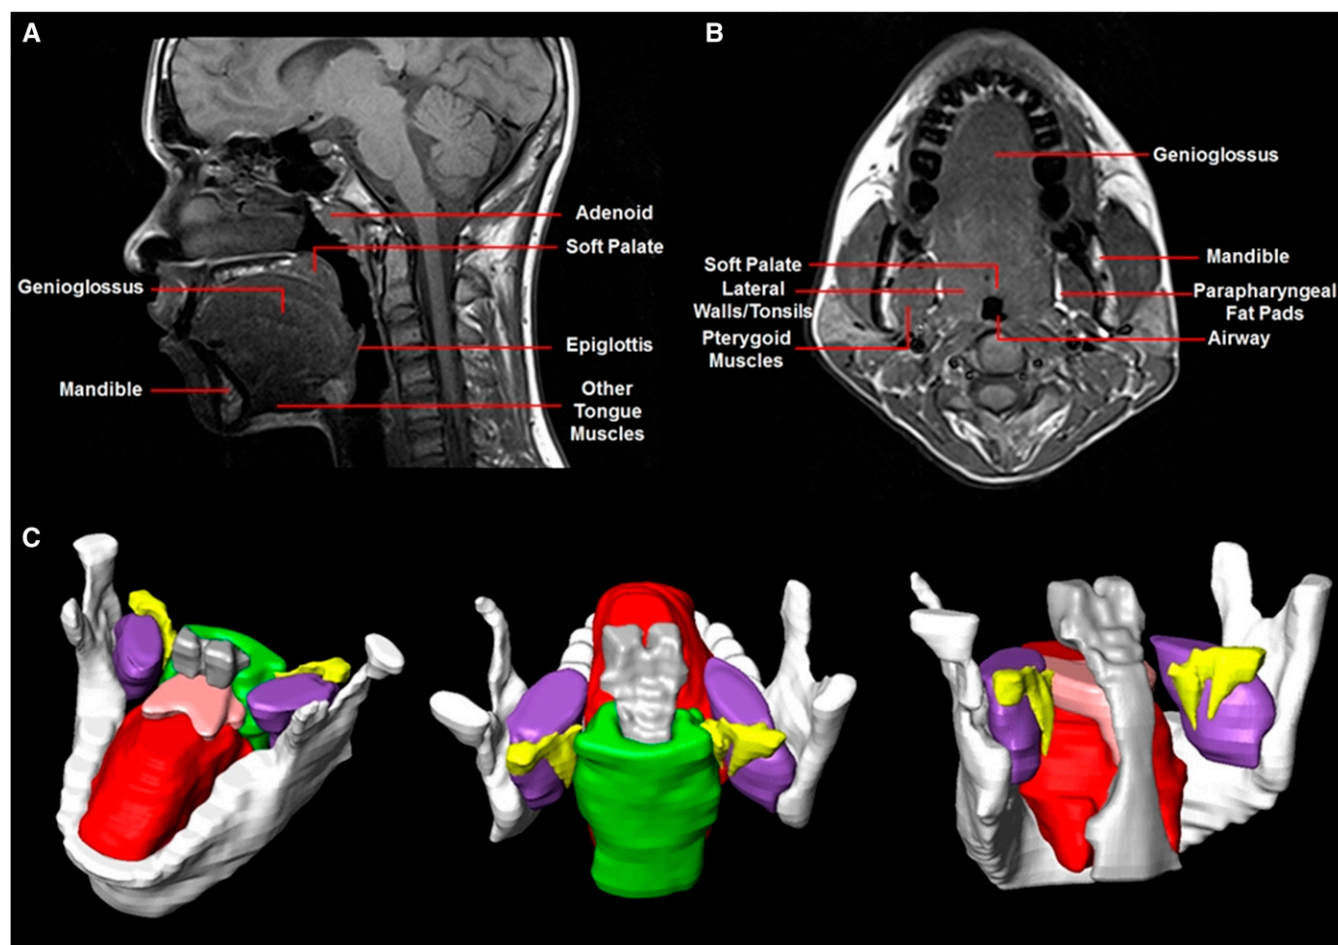 A
Adenoid
Soft Palate
Genioglossus
Epiglottis
Mandible
Other
Tongue
Muscles
B
Genioglossus
Soft Palate
Lateral
Walls/Tonsils
Pterygoid
Muscles
Mandible
Parapharyngeal
Fat Pads
Airway
C